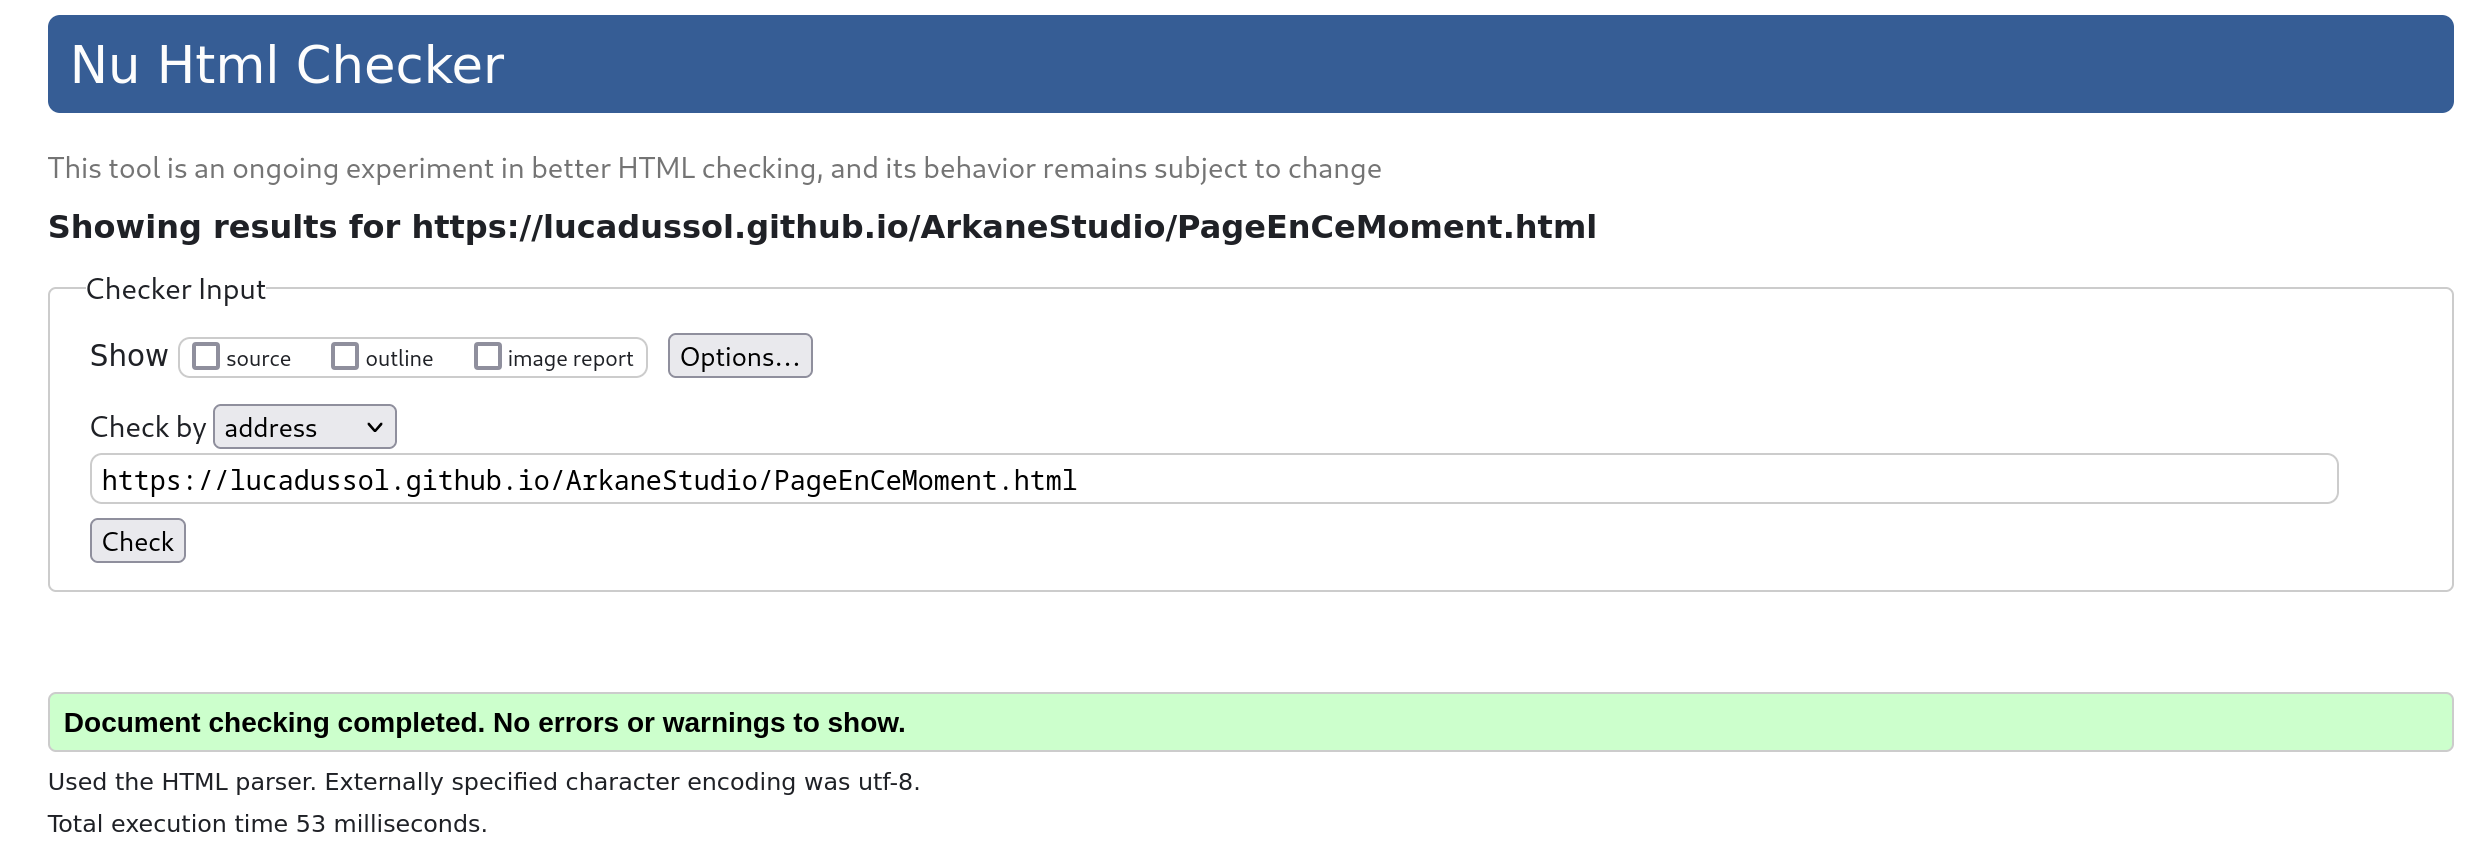 Nu Html Checker
This tool is an ongoing experiment in better HTML checking, and its behavior remains subject to change
Showing results for https://lucadussol.github.io/ArkaneStudio/PageEnCeMoment.html
Checker Input
Show source outline image report Options...
Check by address
https://lucadussol.github.io/ArkaneStudio/PageEnCeMoment.html
Check
Document checking completed. No errors or warnings to show.
Used the HTML parser. Externally specified character encoding was utf-8.
Total execution time 53 milliseconds.